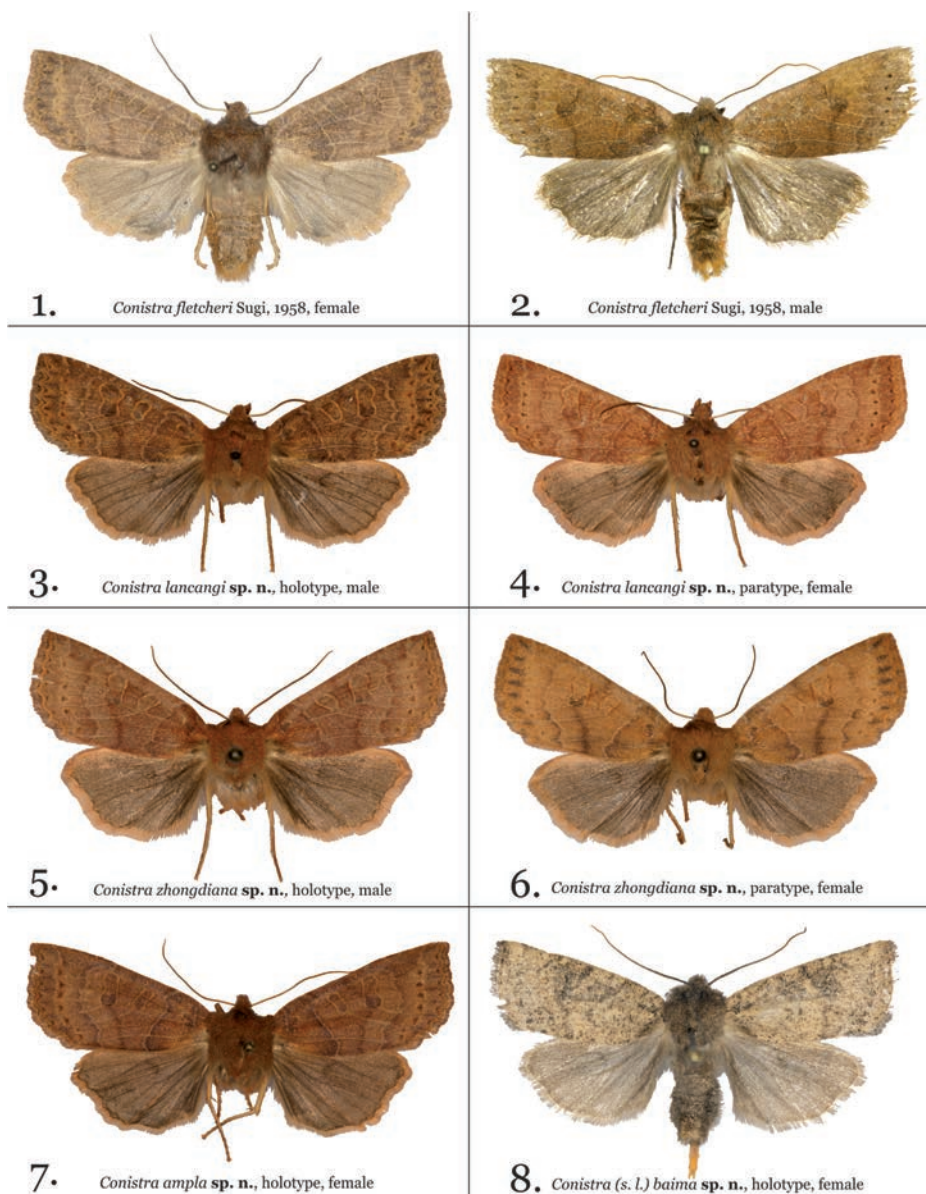 1. Conistra fletcheri Sugi, 1958, female
2. Conistra fletcheri Sugi, 1958, male
3. Conistra lancangi sp. n., holotype, male
4. Conistra lancangi sp. n., paratype, female
5. Conistra zhongdiana sp. n., holotype, male
6. Conistra zhongdiana sp. n., paratype, female
7. Conistra ampla sp. n., holotype, female
8. Conistra (s. l.) baima sp. n., holotype, female